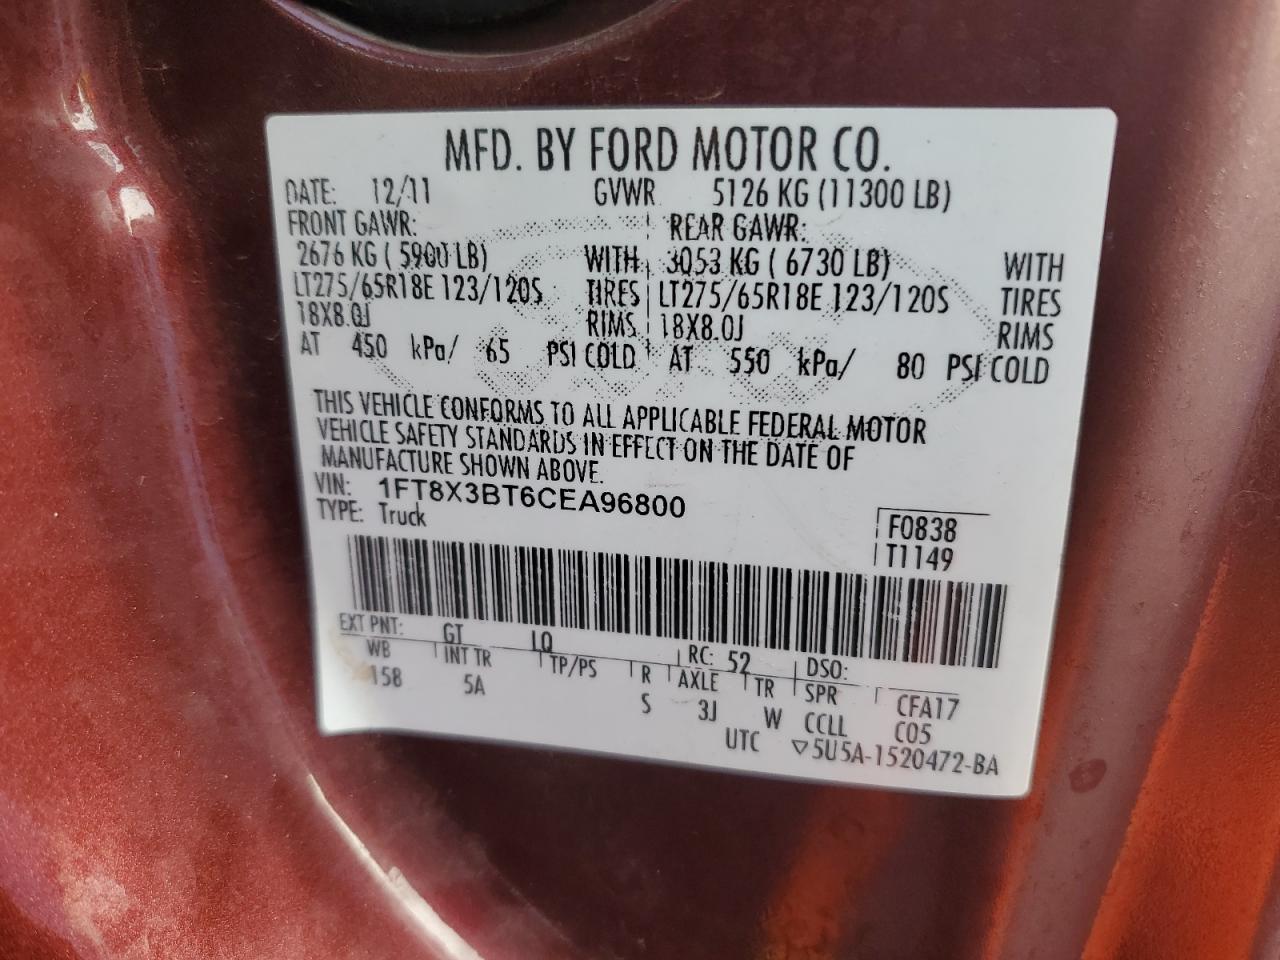 MFD. BY FORD MOTOR CO.
DATE: 12/11 GVWR 5126 KG (11300 LB)
FRONT GAWR: REAR GAWR:
2676 KG ( 5900 LB) WITH 3053 KG ( 6730 LB) WITH
LT275/65R18E 123/120S TIRES LT275/65R18E 123/120S TIRES
18X8.0J RIMS 18X8.0J RIMS
AT 450 kPa/ 65 PSI COLD AT 550 kPa/ 80 PSI COLD
THIS VEHICLE CONFORMS TO ALL APPLICABLE FEDERAL MOTOR
VEHICLE SAFETY STANDARDS IN EFFECT ON THE DATE OF
MANUFACTURE SHOWN ABOVE.
VIN: 1FT8X3BT6CEA96800
TYPE: Truck
F0838
T1149
EXT PNT: GT LQ RC: 52 DSO:
WB INT TR TP/PS R AXLE TR SPR CFA17
158 5A S 3J W CCLL C05
UTC ▽5U5A-1520472-BA